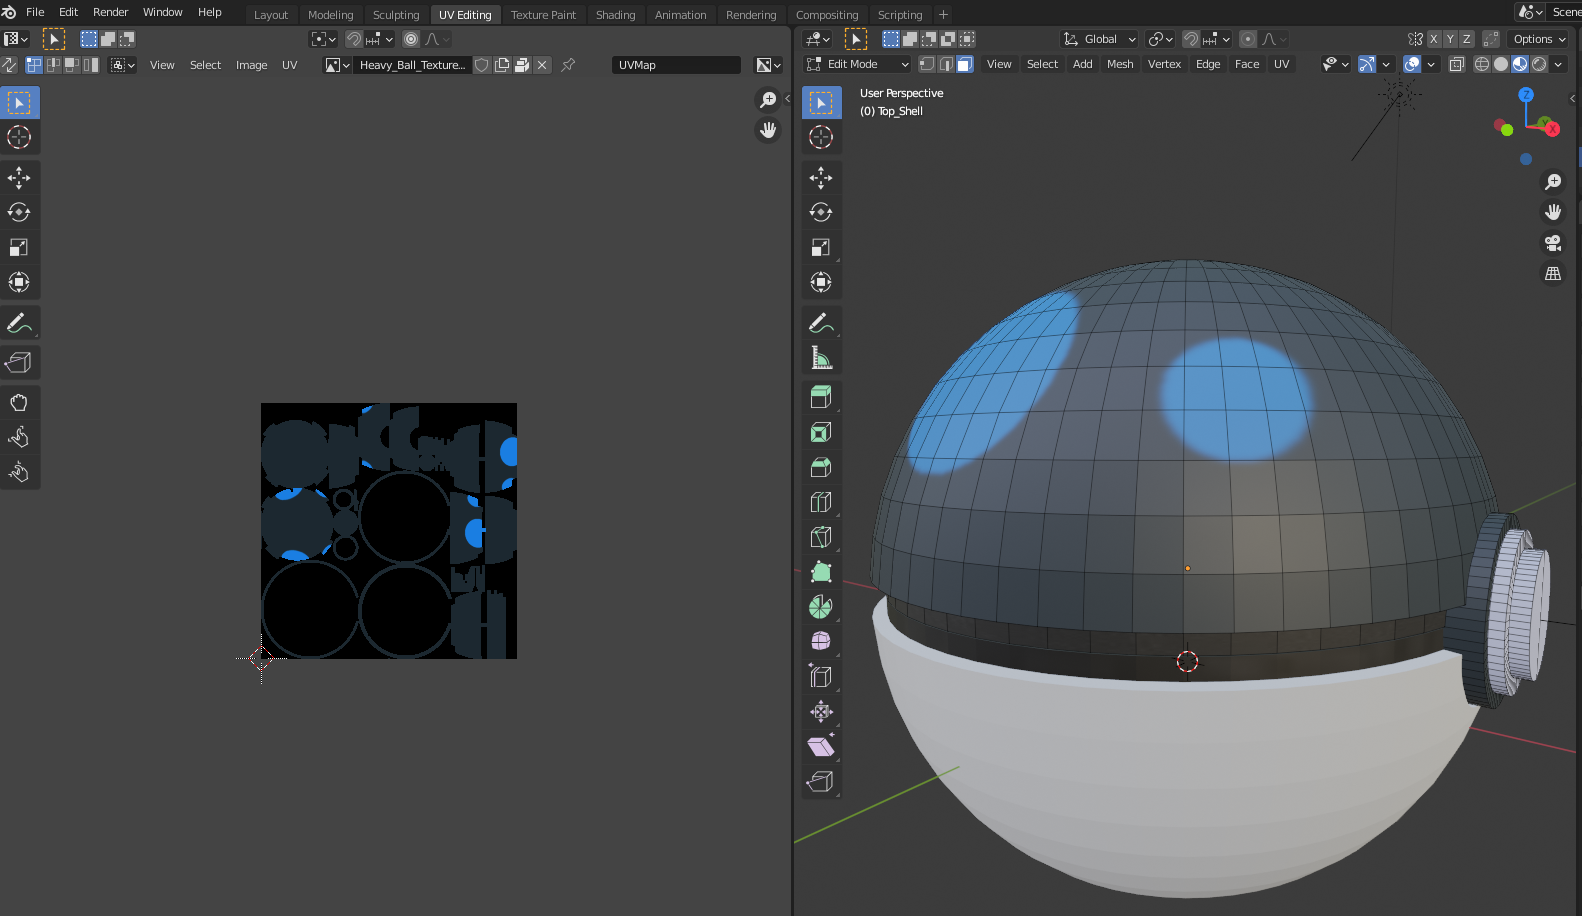 File Edit Render Window Help Layout Modeling Sculpting UV Editing Texture Paint Shading Animation Rendering Compositing Scripting + Scene
Global X Y Z Options
View Select Image UV Heavy_Ball_Texture... UVMap Edit Mode View Select Add Mesh Vertex Edge Face UV
User Perspective
(0) Top_Shell
Z
Y
X